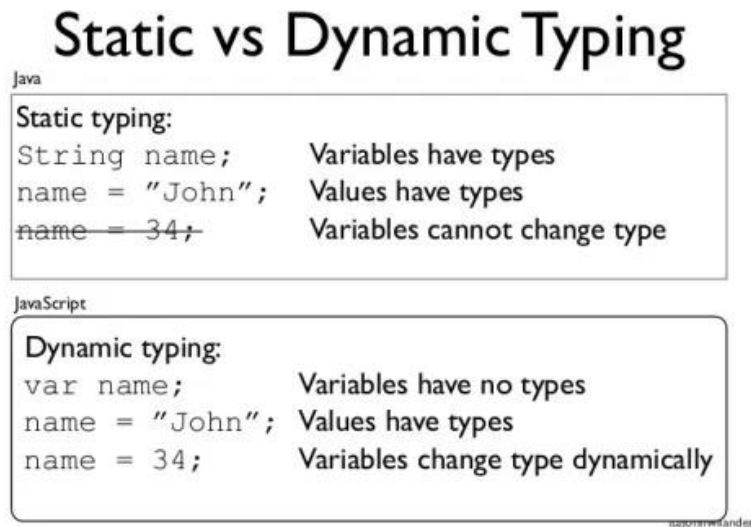 Static vs Dynamic Typing
Java
Static typing:
String name; Variables have types
name = "John"; Values have types
name = 34; Variables cannot change type
JavaScript
Dynamic typing:
var name; Variables have no types
name = "John"; Values have types
name = 34; Variables change type dynamically